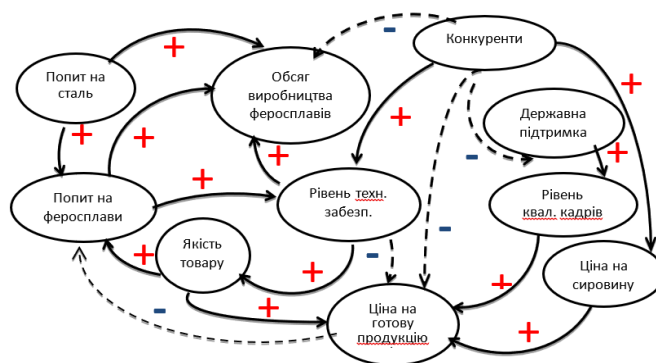 Попит на
сталь
+
Обсяг
виробництва
феросплавів
-
Конкуренти
+
+
+
+
Державна
підтримка
+
+
-
Попит на
феросплави
+
Рівень техн.
забезп.
Рівень
квал. кадрів
-
Якість
товару
+
+
-
Ціна на
сировину
+
-
+
Ціна на
готову
продукцію
+